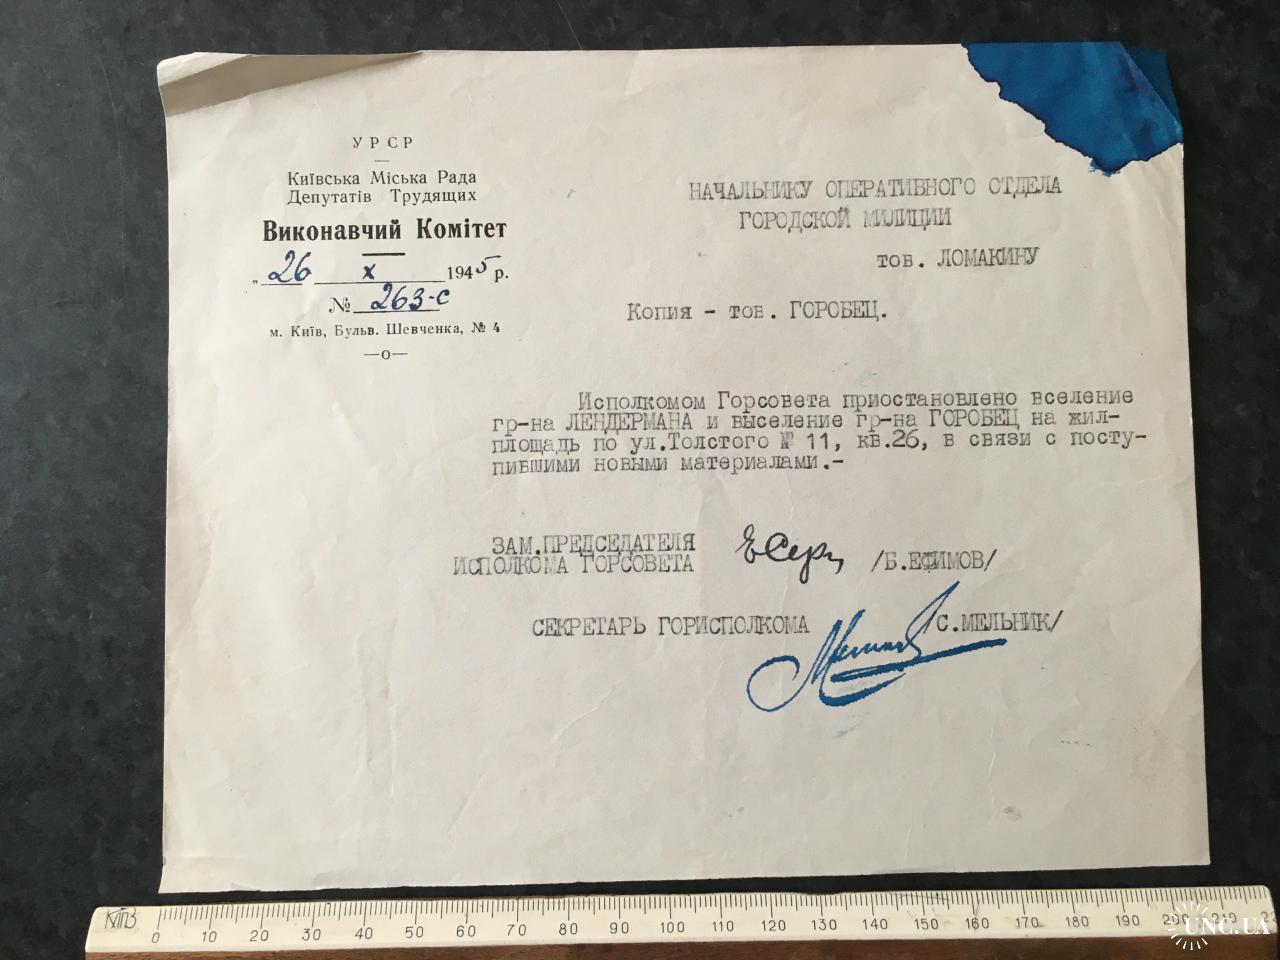 УРСР
Київська Міська Рада
Депутатів Трудящих
Виконавчий Комітет
„26 X 1945 р.
№ 263-с
м. Київ, Бульв. Шевченка, № 4
—о—
НАЧАЛЬНИКУ ОПЕРАТИВНОГО ОТДЕЛА
ГОРОДСКОЙ МИЛИЦИИ
тов. ЛОМАКИНУ
Копия - тов. ГОРОБЕЦ.
Исполкомом Горсовета приостановлено вселение
гр-на ЛЕНДЕРМАНА и выселение гр-на ГОРОБЕЦ на жил-
площадь по ул.Толстого № 11, кв.26, в связи с посту-
пившими новыми материалами.-
ЗАМ.ПРЕДСЕДАТЕЛЯ
ИСПОЛКОМА ГОРСОВЕТА /Б.ЕФИМОВ/
СЕКРЕТАРЬ ГОРИСПОЛКОМА /С.МЕЛЬНИК/
0 10 20 30 40 50 60 70 80 90 100 110 120 130 140 150 160 170 180 190 200 210
UNC.UA